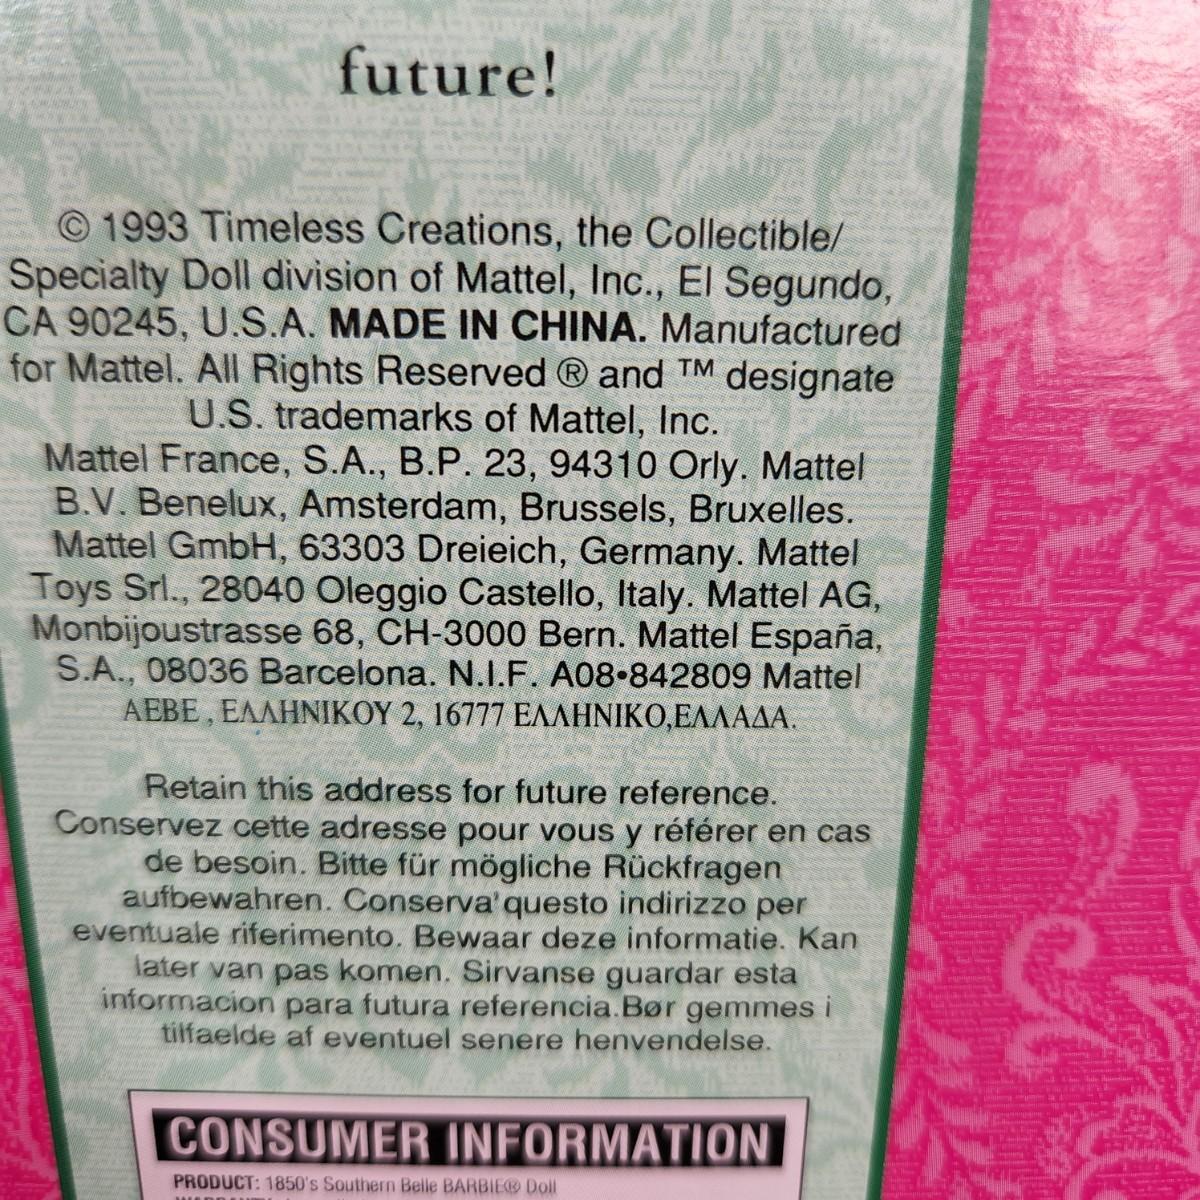 future!
© 1993 Timeless Creations, the Collectible/
Specialty Doll division of Mattel, Inc., El Segundo,
CA 90245, U.S.A. MADE IN CHINA. Manufactured
for Mattel. All Rights Reserved ® and ™ designate
U.S. trademarks of Mattel, Inc.
Mattel France, S.A., B.P. 23, 94310 Orly. Mattel
B.V. Benelux, Amsterdam, Brussels, Bruxelles.
Mattel GmbH, 63303 Dreieich, Germany. Mattel
Toys Srl., 28040 Oleggio Castello, Italy. Mattel AG,
Monbijoustrasse 68, CH-3000 Bern. Mattel España,
S.A., 08036 Barcelona. N.I.F. A08•842809 Mattel
ΑΕΒΕ , ΕΛΛΗΝΙΚΟΥ 2, 16777 ΕΛΛΗΝΙΚΟ,ΕΛΛΑΔΑ.
Retain this address for future reference.
Conservez cette adresse pour vous y référer en cas
de besoin. Bitte für mögliche Rückfragen
aufbewahren. Conserva'questo indirizzo per
eventuale riferimento. Bewaar deze informatie. Kan
later van pas komen. Sirvanse guardar esta
informacion para futura referencia.Bør gemmes i
tilfaelde af eventuel senere henvendelse.
CONSUMER INFORMATION
PRODUCT: 1850's Southern Belle BARBIE® Doll